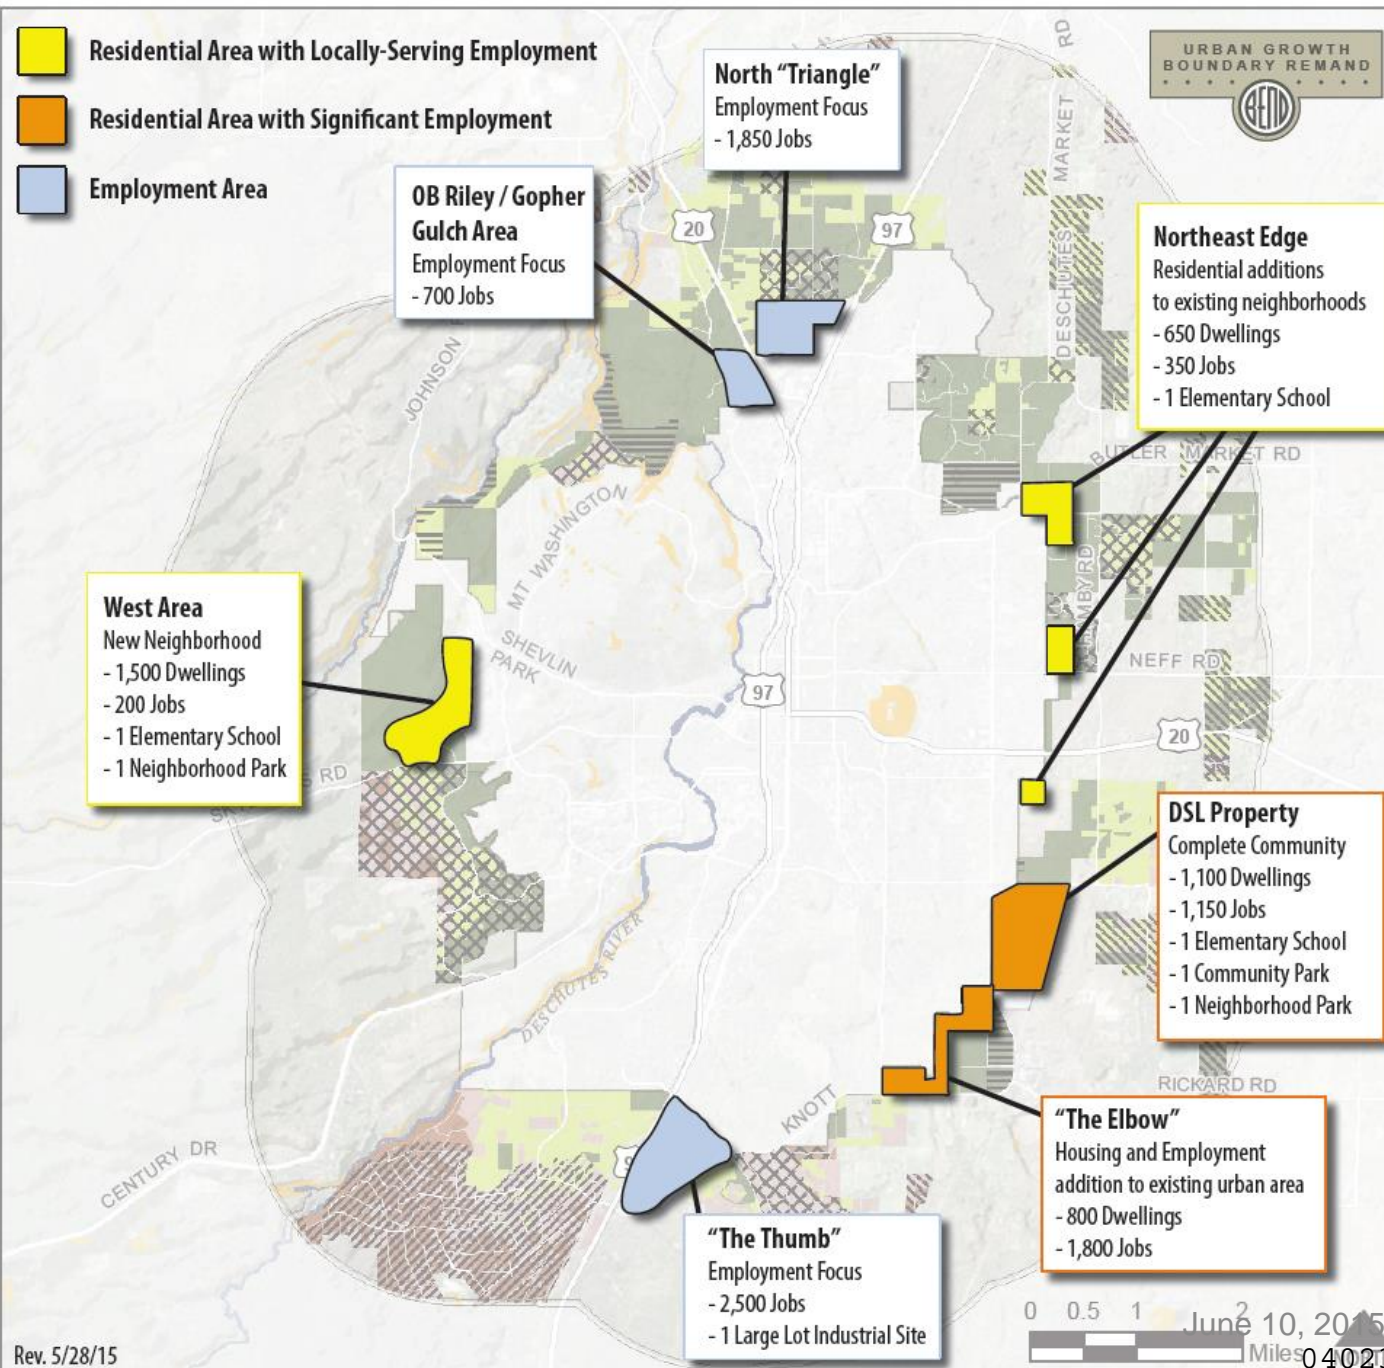 Residential Area with Locally-Serving Employment
Residential Area with Significant Employment
Employment Area
URBAN GROWTH
BOUNDARY REMAND
BEND
North “Triangle”
Employment Focus
- 1,850 Jobs
OB Riley / Gopher
Gulch Area
Employment Focus
- 700 Jobs
Northeast Edge
Residential additions
to existing neighborhoods
- 650 Dwellings
- 350 Jobs
- 1 Elementary School
West Area
New Neighborhood
- 1,500 Dwellings
- 200 Jobs
- 1 Elementary School
- 1 Neighborhood Park
DSL Property
Complete Community
- 1,100 Dwellings
- 1,150 Jobs
- 1 Elementary School
- 1 Community Park
- 1 Neighborhood Park
“The Elbow”
Housing and Employment
addition to existing urban area
- 800 Dwellings
- 1,800 Jobs
“The Thumb”
Employment Focus
- 2,500 Jobs
- 1 Large Lot Industrial Site
20
97
DESCHUTES MARKET RD
JOHNSON
BUTLER MARKET RD
MT WASHINGTON
SHEVLIN
PARK
NEFF RD
97
20
RD
DESCHUTES RIVER
KNOTT
RICKARD RD
CENTURY DR
0 0.5 1 2
Miles
June 10, 2015
Rev. 5/28/15